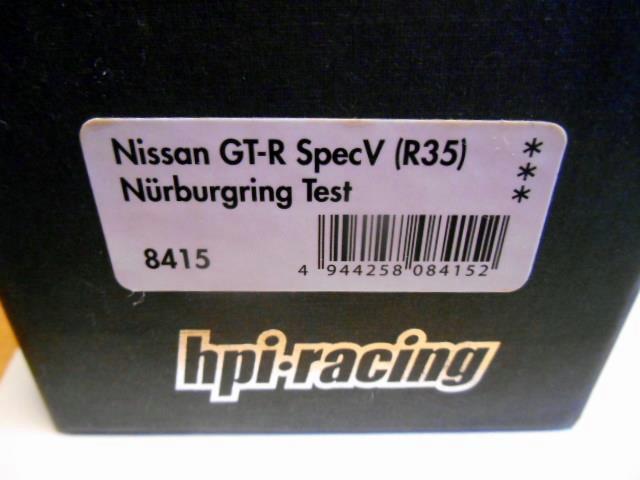 Nissan GT-R SpecV (R35) ***
Nürburgring Test
8415
4 944258 084152
hpi·racing